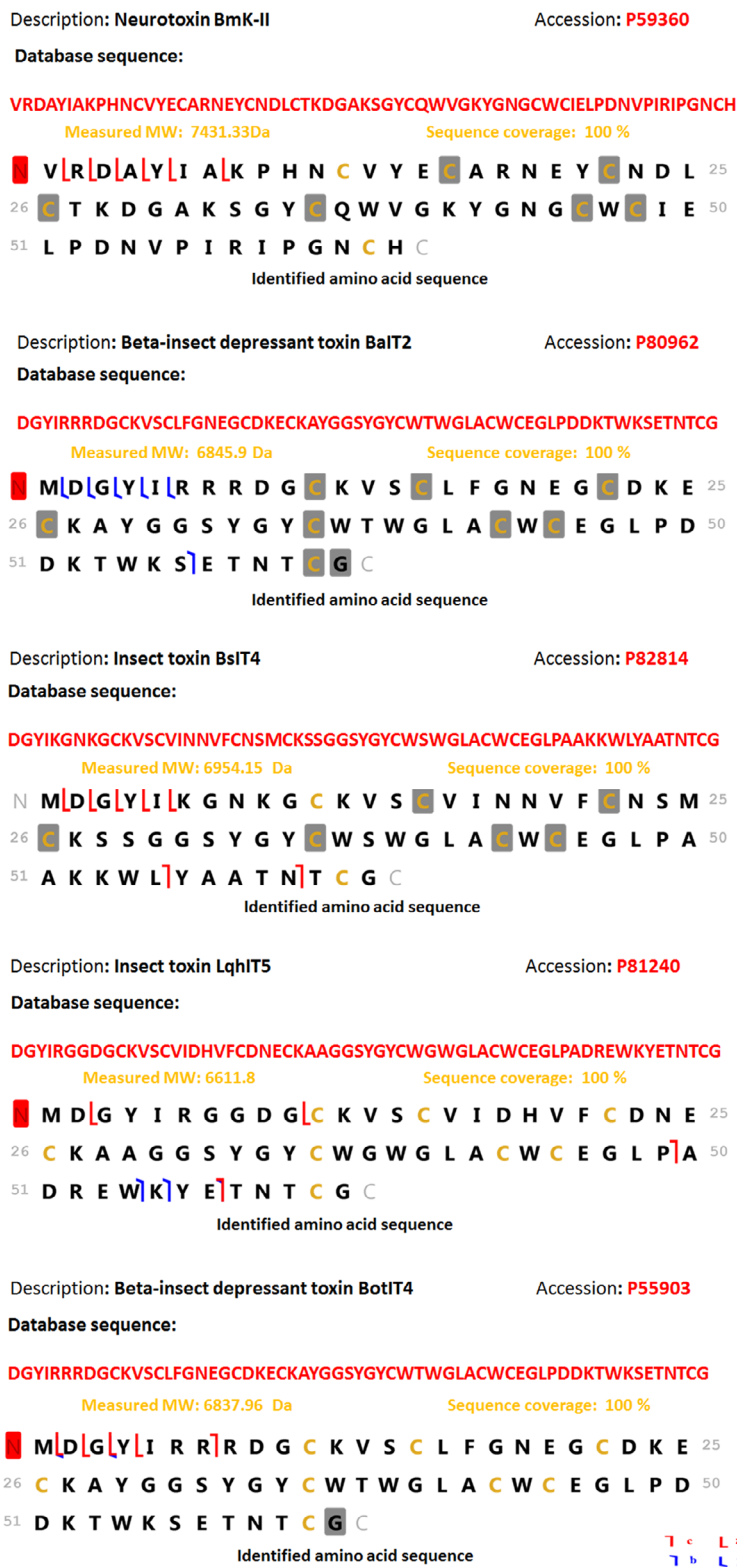 Description: Neurotoxin BmK-II Accession: P59360
Database sequence:
VRDAYIAKPHNCVYECARNEYCNDLCTKDGAKSGYCQWVGKYGNGCWCIELPDNVPIRIPGNCH
Measured MW: 7431.33Da Sequence coverage: 100 %
N V R D A Y I A K P H N C V Y E C A R N E Y C N D L 25
26 C T K D G A K S G Y C Q W V G K Y G N G C W C I E 50
51 L P D N V P I R I P G N C H C
Identified amino acid sequence
Description: Beta-insect depressant toxin BaIT2 Accession: P80962
Database sequence:
DGYIRRRDGCKVSCLFGNEGCDKECKAYGGSYGYCWTWGLACWCEGLPDDKTWKSETNTCG
Measured MW: 6845.9 Da Sequence coverage: 100 %
N M D G Y I R R R D G C K V S C L F G N E G C D K E 25
26 C K A Y G G S Y G Y C W T W G L A C W C E G L P D 50
51 D K T W K S E T N T C G C
Identified amino acid sequence
Description: Insect toxin BsIT4 Accession: P82814
Database sequence:
DGYIKGNKGCKVSCVINNVFCNSMCKSSGGSYGYCWSWGLACWCEGLPAAKKWLYAATNTCG
Measured MW: 6954.15 Da Sequence coverage: 100 %
N M D G Y I K G N K G C K V S C V I N N V F C N S M 25
26 C K S S G G S Y G Y C W S W G L A C W C E G L P A 50
51 A K K W L Y A A T N T C G C
Identified amino acid sequence
Description: Insect toxin LqhIT5 Accession: P81240
Database sequence:
DGYIRGGDGCKVSCVIDHVFCDNECKAAGGSYGYCWGWGLACWCEGLPADREWKYETNTCG
Measured MW: 6611.8 Sequence coverage: 100 %
N M D G Y I R G G D G C K V S C V I D H V F C D N E 25
26 C K A A G G S Y G Y C W G W G L A C W C E G L P A 50
51 D R E W K Y E T N T C G C
Identified amino acid sequence
Description: Beta-insect depressant toxin BotIT4 Accession: P55903
Database sequence:
DGYIRRRDGCKVSCLFGNEGCDKECKAYGGSYGYCWTWGLACWCEGLPDDKTWKSETNTCG
Measured MW: 6837.96 Da Sequence coverage: 100 %
N M D G Y I R R R D G C K V S C L F G N E G C D K E 25
26 C K A Y G G S Y G Y C W T W G L A C W C E G L P D 50
51 D K T W K S E T N T C G C
c
b
Identified amino acid sequence